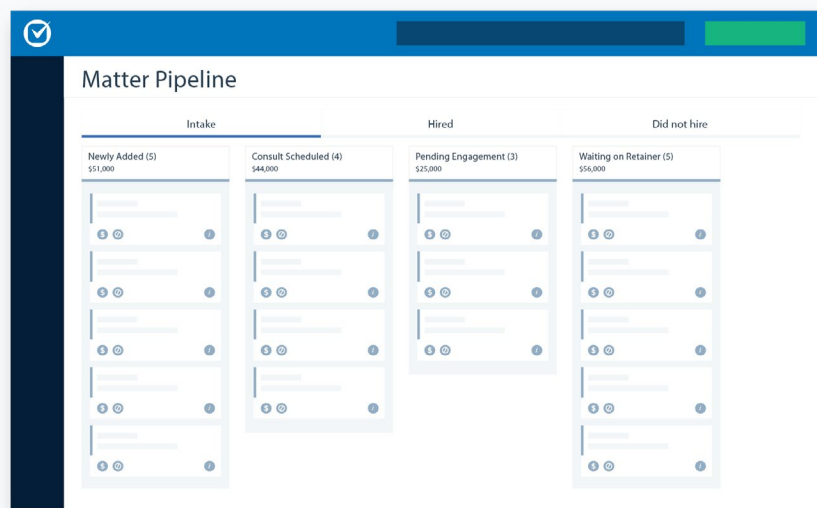 Matter Pipeline
Intake
Hired
Did not hire
Newly Added (5)
$51,000
Consult Scheduled (4)
$44,000
Pending Engagement (3)
$25,000
Waiting on Retainer (5)
$56,000